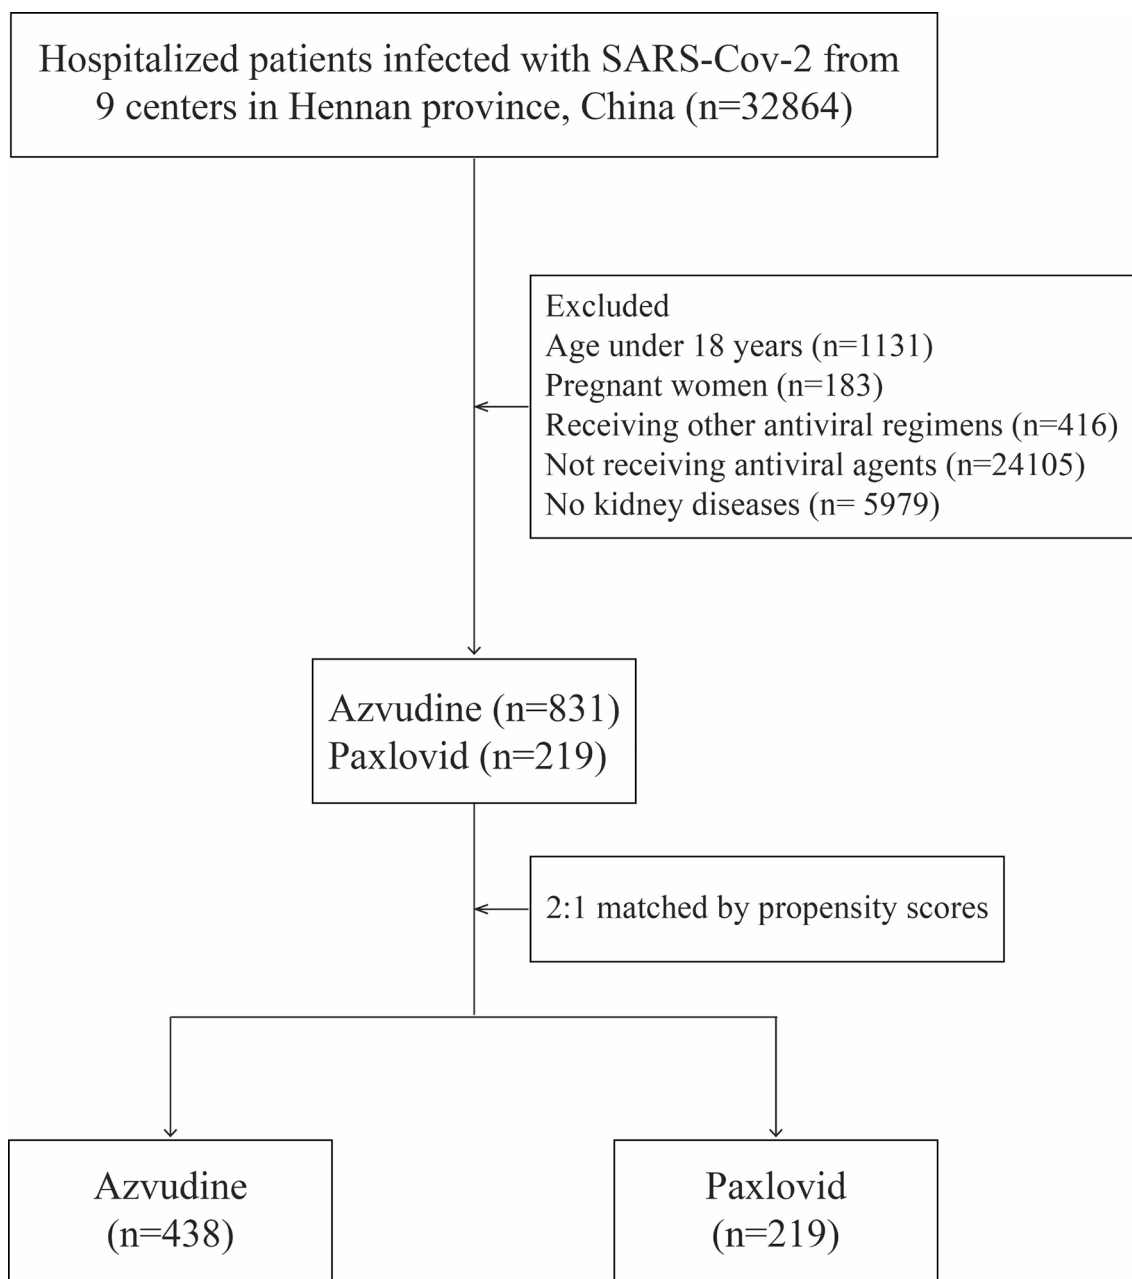 Hospitalized patients infected with SARS-Cov-2 from
9 centers in Hennan province, China (n=32864)
Excluded
Age under 18 years (n=1131)
Pregnant women (n=183)
Receiving other antiviral regimens (n=416)
Not receiving antiviral agents (n=24105)
No kidney diseases (n= 5979)
Azvudine (n=831)
Paxlovid (n=219)
2:1 matched by propensity scores
Azvudine
(n=438)
Paxlovid
(n=219)